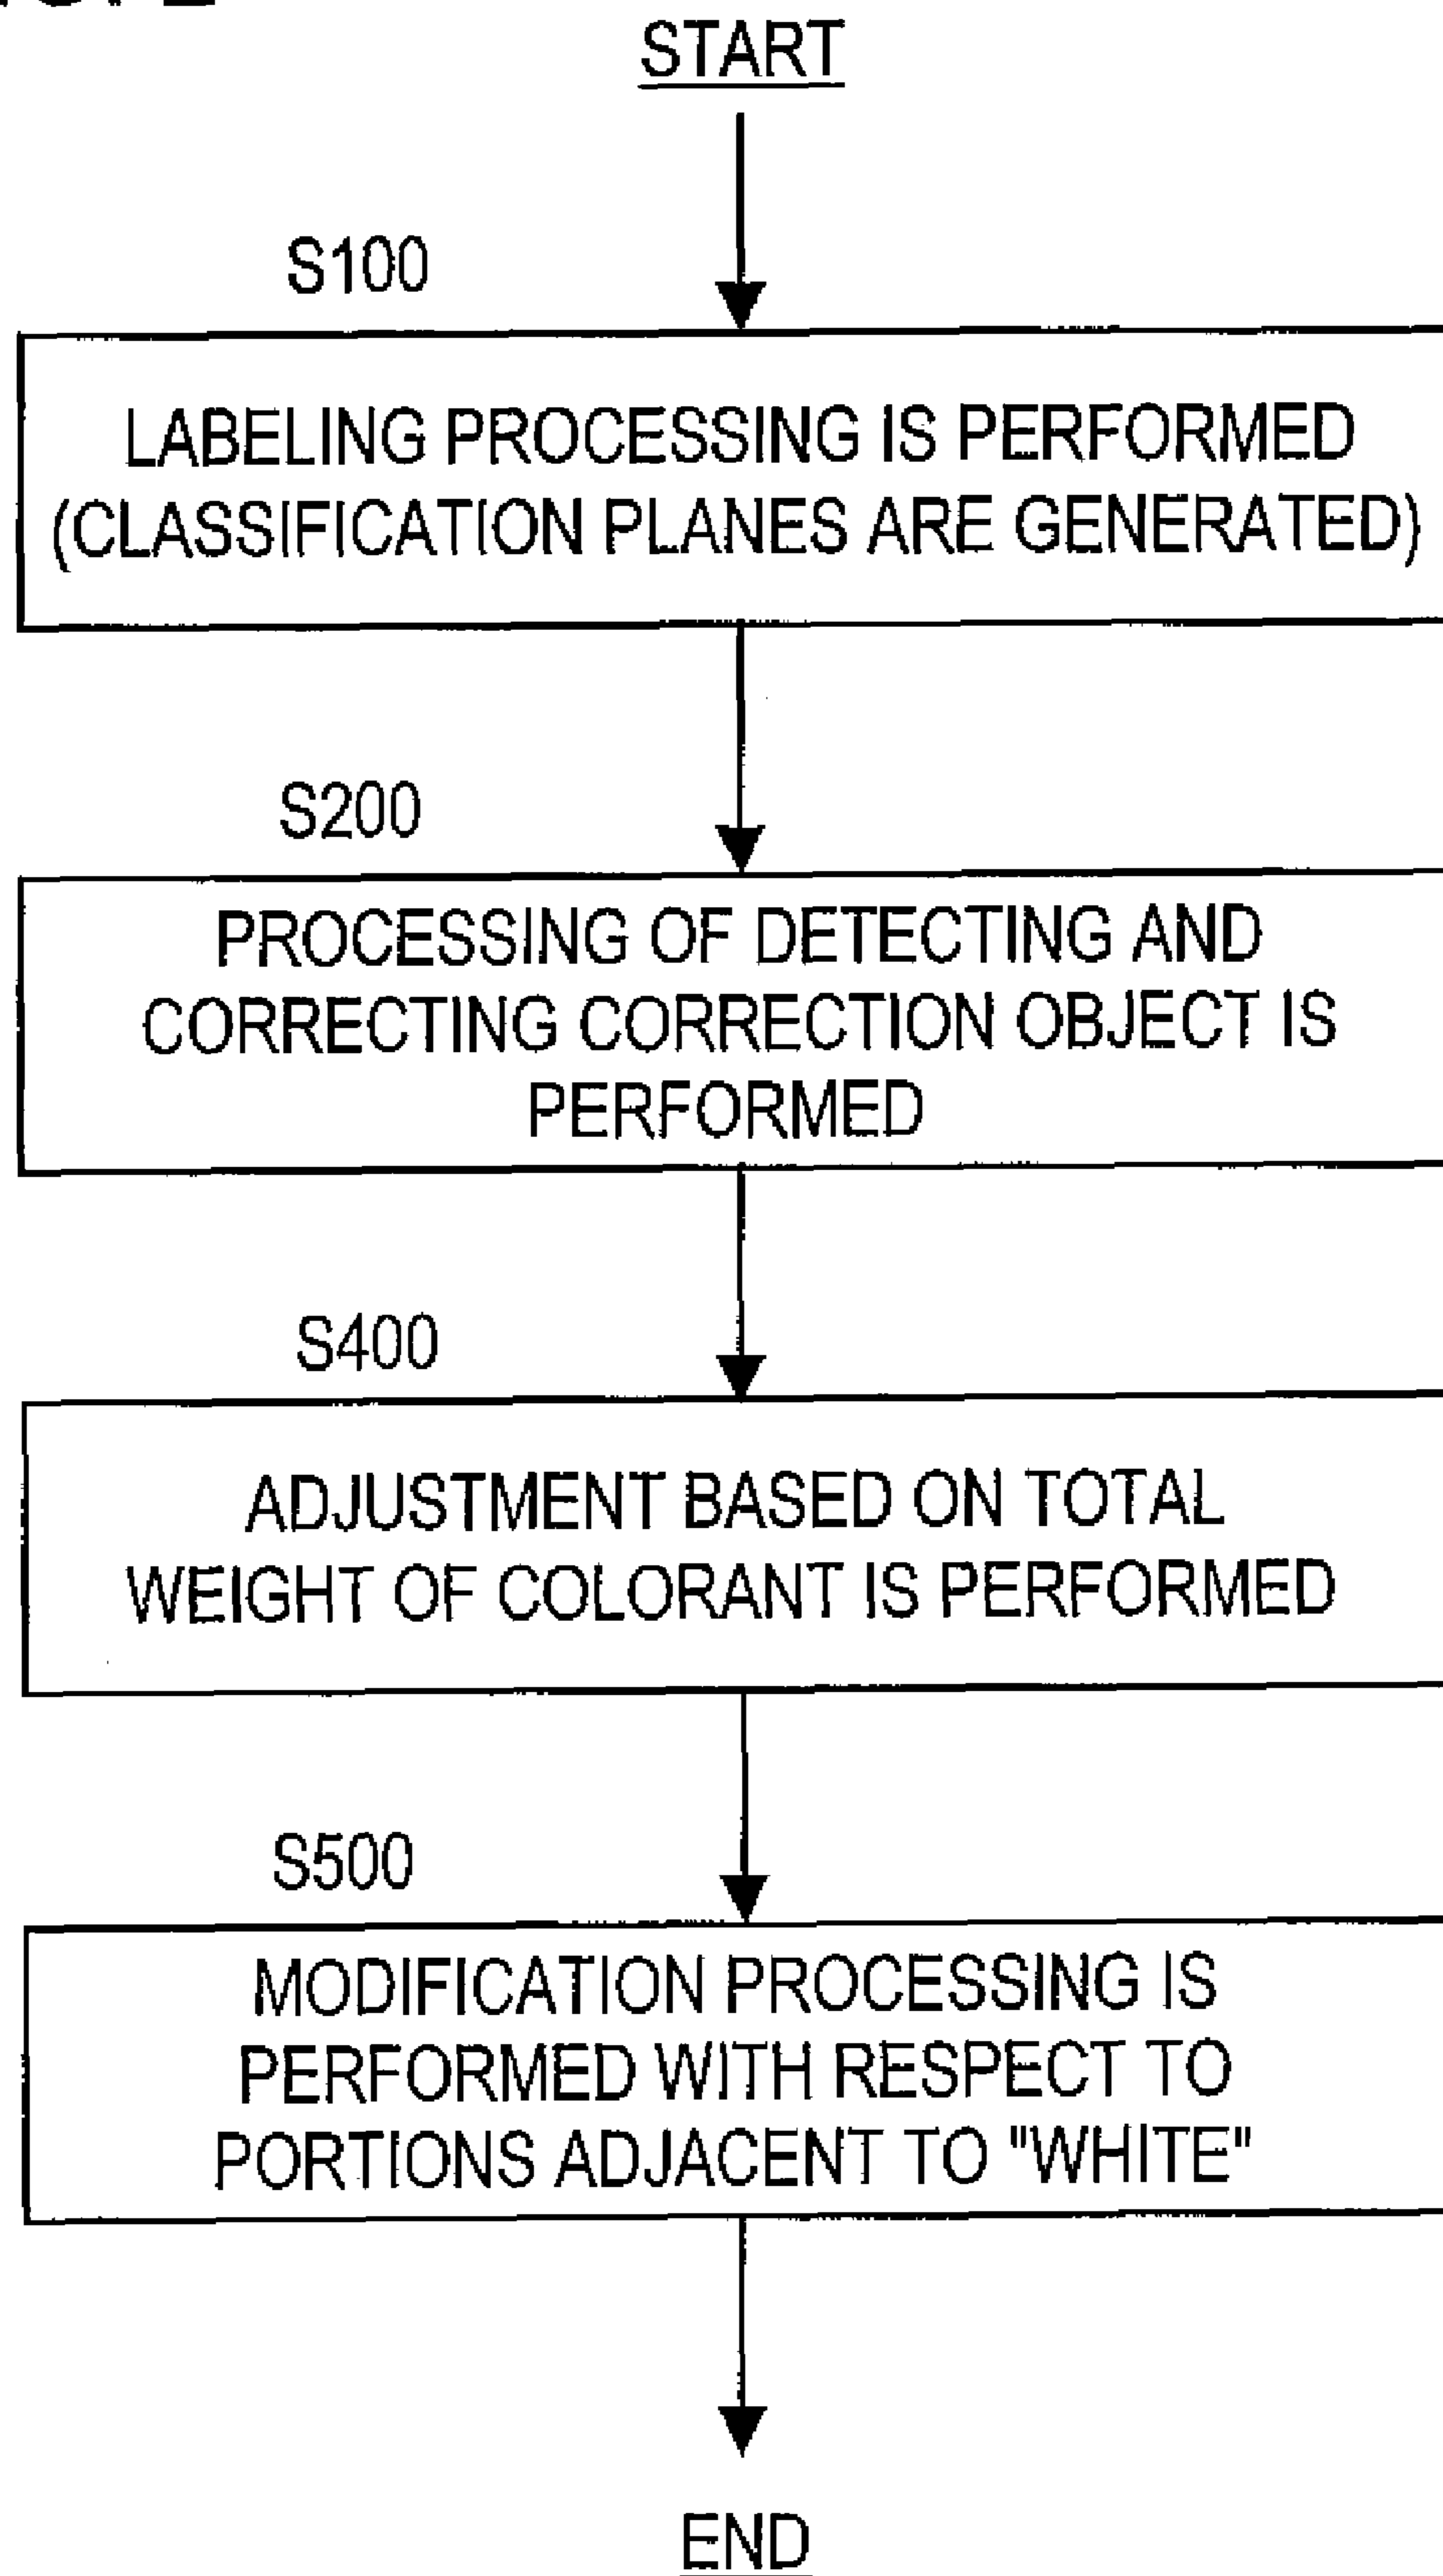 START
S100
LABELING PROCESSING IS PERFORMED
(CLASSIFICATION PLANES ARE GENERATED)
S200
PROCESSING OF DETECTING AND
CORRECTING CORRECTION OBJECT IS
PERFORMED
S400
ADJUSTMENT BASED ON TOTAL
WEIGHT OF COLORANT IS PERFORMED
S500
MODIFICATION PROCESSING IS
PERFORMED WITH RESPECT TO
PORTIONS ADJACENT TO "WHITE"
END